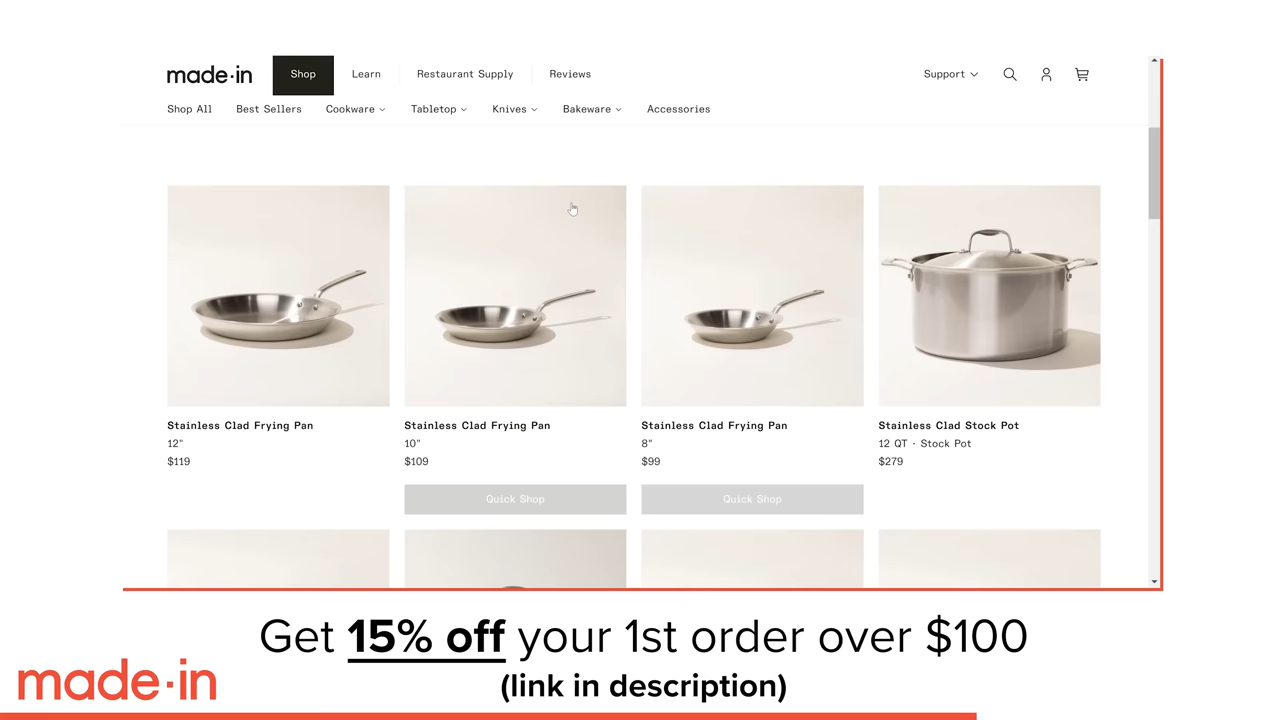 made·in
Shop
Learn
Restaurant Supply
Reviews
Support
Shop All
Best Sellers
Cookware
Tabletop
Knives
Bakeware
Accessories
Stainless Clad Frying Pan
12"
$119
Stainless Clad Frying Pan
10"
$109
Quick Shop
Stainless Clad Frying Pan
8"
$99
Quick Shop
Stainless Clad Stock Pot
12 QT · Stock Pot
$279
Get 15% off your 1st order over $100
(link in description)
made·in